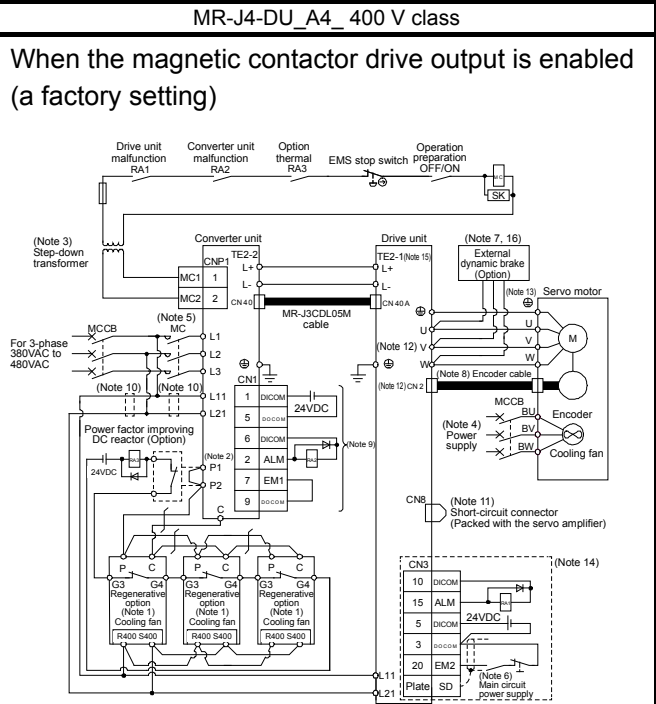 MR-J4-DU_A4_ 400 V class
When the magnetic contactor drive output is enabled
(a factory setting)
Drive unit
malfunction
RA1
Converter unit
malfunction
RA2
Option
thermal
RA3
EMS stop switch
Operation
preparation
OFF/ON
MC
SK
(Note 3)
Step-down
transformer
Converter unit
CNP1
MC1 1
MC2 2
TE2-2
L+
L-
CN40
MR-J3CDL05M
cable
Drive unit
TE2-1(Note 15)
L+
L-
CN40A
(Note 7, 16)
External
dynamic brake
(Option)
(Note 13)
Servo motor
U
V
W
M
(Note 12)
U
V
W
(Note 5)
MCCB
MC
For 3-phase
380VAC to
480VAC
L1
L2
L3
(Note 10)
(Note 10)
L11
L21
CN1
1 DICOM
5 DOCOM
6 DICOM
2 ALM
7 EM1
9 DOCOM
24VDC
RA2
(Note 9)
(Note 12)
CN2
(Note 8) Encoder cable
Encoder
MCCB
(Note 4)
Power
supply
BU
BV
BW
Cooling fan
Power factor improving
DC reactor (Option)
(Note 2)
P1
P2
C
24VDC
RA3
CN8
(Note 11)
Short-circuit connector
(Packed with the servo amplifier)
P C
G3 G4
Regenerative
option
(Note 1)
Cooling fan
R400 S400
P C
G3 G4
Regenerative
option
(Note 1)
Cooling fan
R400 S400
P C
G3 G4
Regenerative
option
(Note 1)
Cooling fan
R400 S400
(Note 14)
CN3
10 DICOM
15 ALM
5 DICOM
3 DOCOM
20 EM2
Plate SD
RA1
24VDC
(Note 6)
Main circuit
power supply
L11
L21